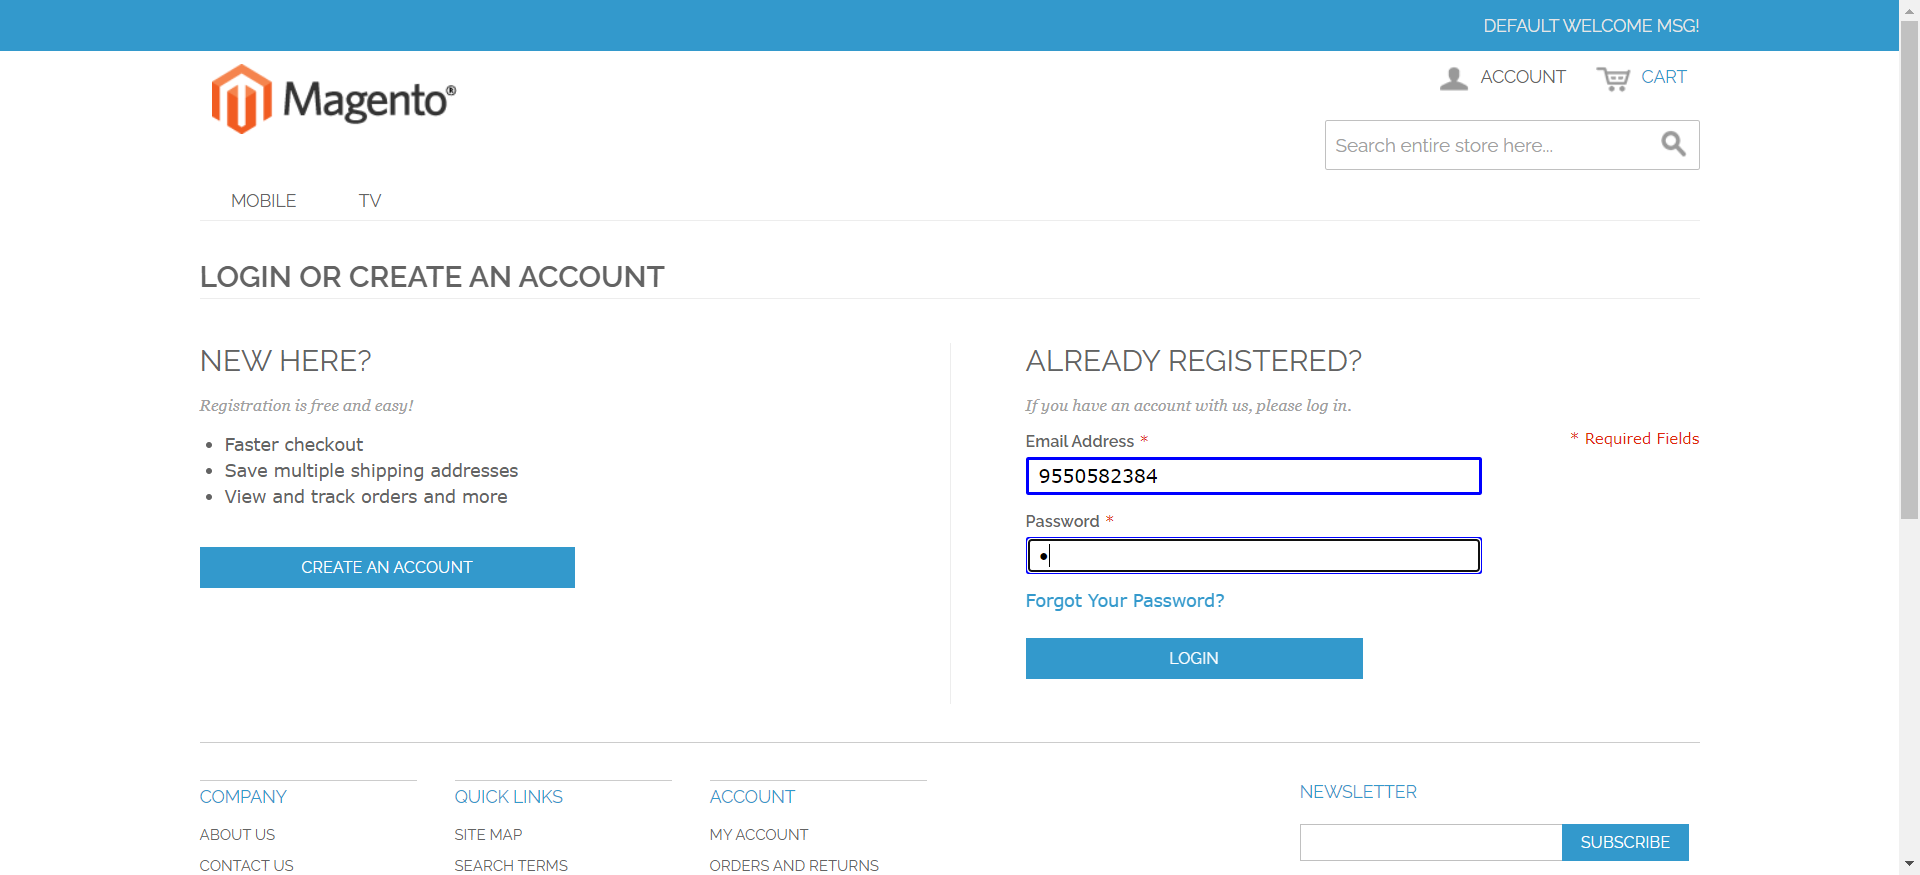 DEFAULT WELCOME MSG!
Magento®
ACCOUNT
CART
Search entire store here...
MOBILE
TV
LOGIN OR CREATE AN ACCOUNT
NEW HERE?
Registration is free and easy!
• Faster checkout
• Save multiple shipping addresses
• View and track orders and more
CREATE AN ACCOUNT
ALREADY REGISTERED?
If you have an account with us, please log in.
Email Address *
* Required Fields
9550582384
Password *
•
Forgot Your Password?
LOGIN
COMPANY
ABOUT US
CONTACT US
QUICK LINKS
SITE MAP
SEARCH TERMS
ACCOUNT
MY ACCOUNT
ORDERS AND RETURNS
NEWSLETTER
SUBSCRIBE